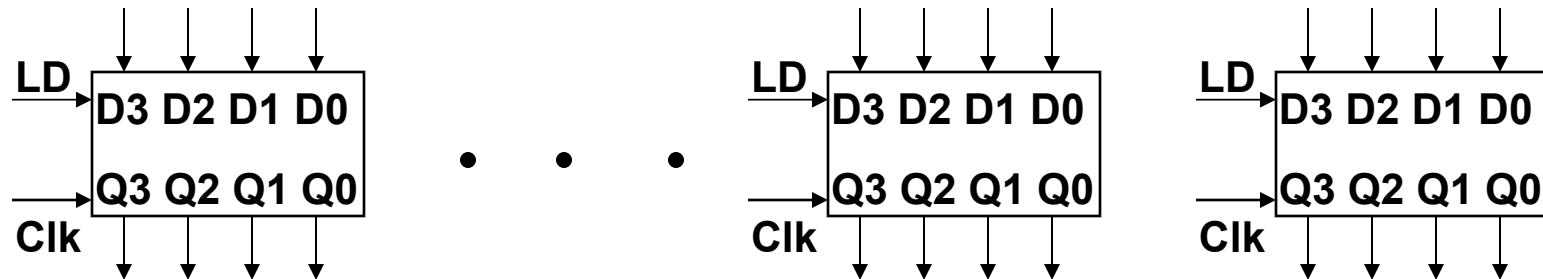 LD LD LD
D3 D2 D1 D0 D3 D2 D1 D0 D3 D2 D1 D0
Q3 Q2 Q1 Q0 Q3 Q2 Q1 Q0 Q3 Q2 Q1 Q0
Clk Clk Clk